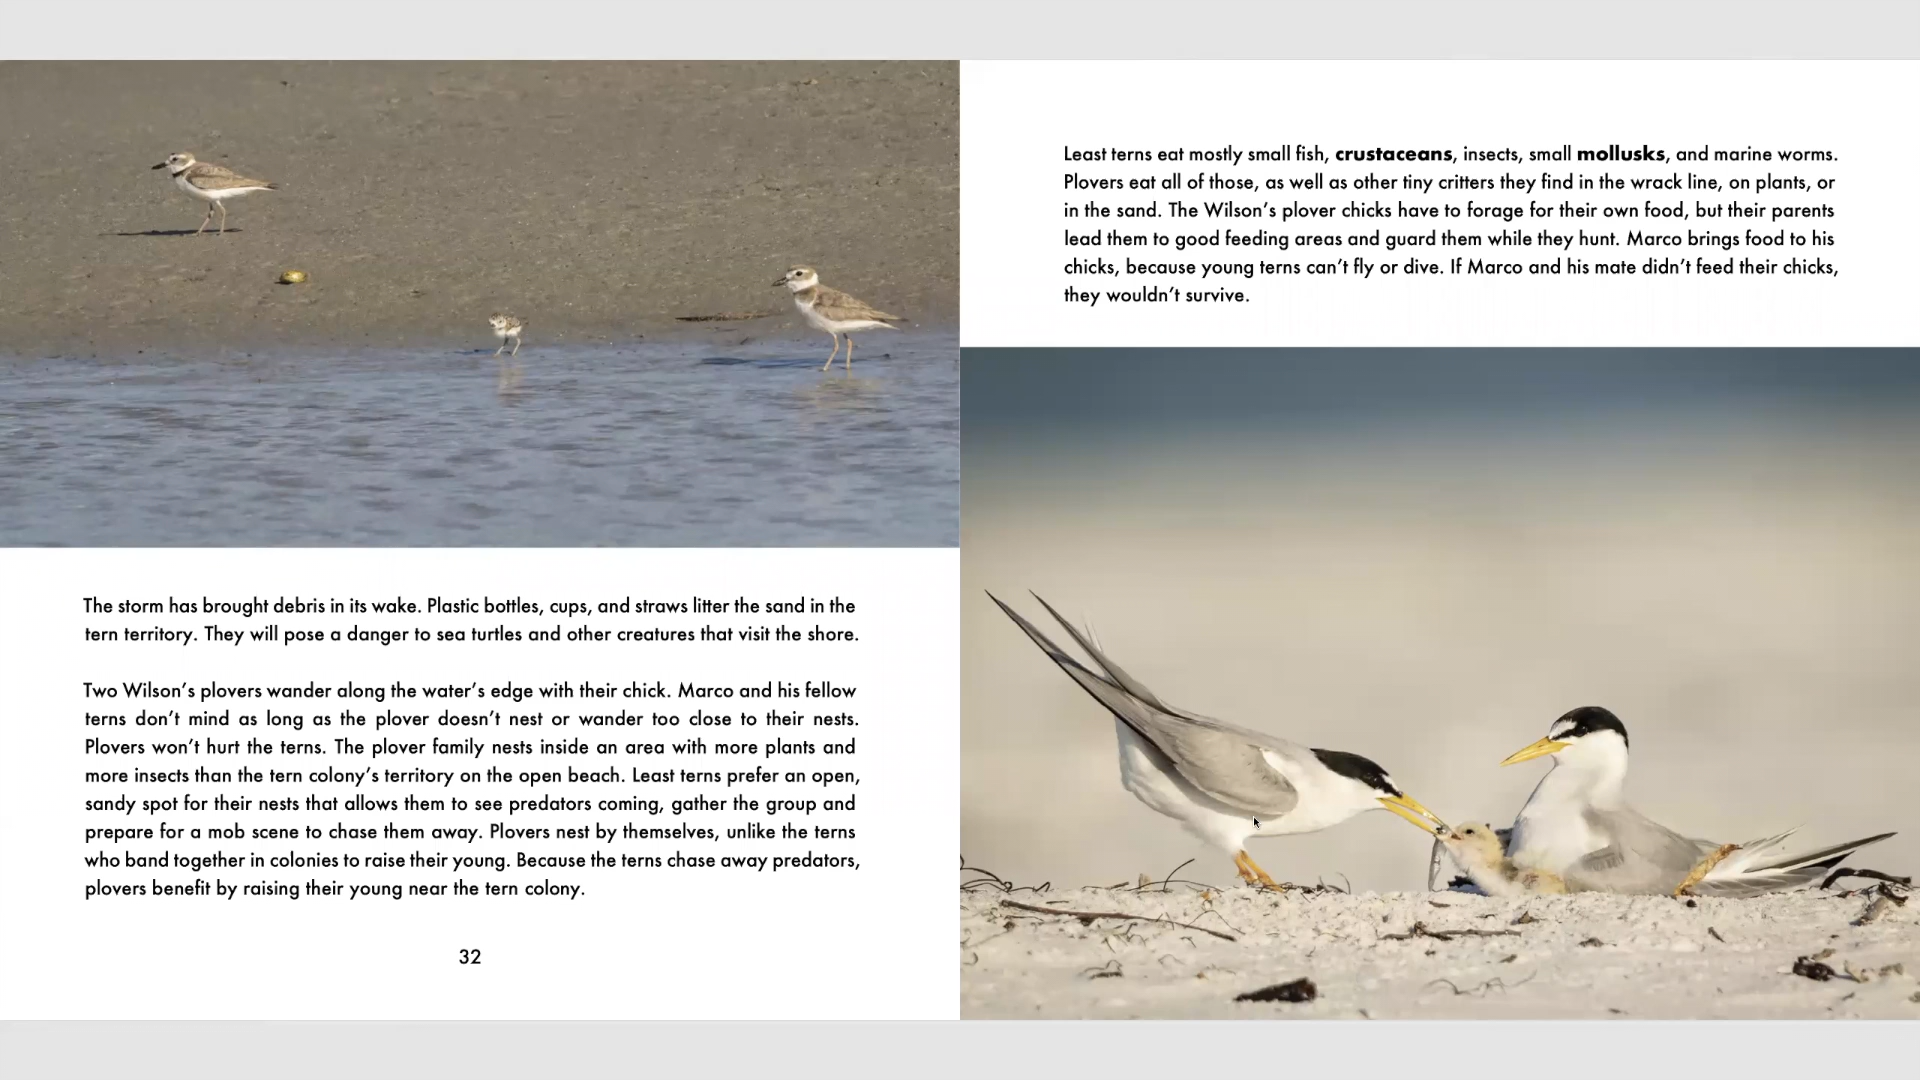 The storm has brought debris in its wake. Plastic bottles, cups, and straws litter the sand in the
tern territory. They will pose a danger to sea turtles and other creatures that visit the shore.
Two Wilson's plovers wander along the water's edge with their chick. Marco and his fellow
terns don't mind as long as the plover doesn't nest or wander too close to their nests.
Plovers won't hurt the terns. The plover family nests inside an area with more plants and
more insects than the tern colony's territory on the open beach. Least terns prefer an open,
sandy spot for their nests that allows them to see predators coming, gather the group and
prepare for a mob scene to chase them away. Plovers nest by themselves, unlike the terns
who band together in colonies to raise their young. Because the terns chase away predators,
plovers benefit by raising their young near the tern colony.
32
Least terns eat mostly small fish, crustaceans, insects, small mollusks, and marine worms.
Plovers eat all of those, as well as other tiny critters they find in the wrack line, on plants, or
in the sand. The Wilson's plover chicks have to forage for their own food, but their parents
lead them to good feeding areas and guard them while they hunt. Marco brings food to his
chicks, because young terns can't fly or dive. If Marco and his mate didn't feed their chicks,
they wouldn't survive.